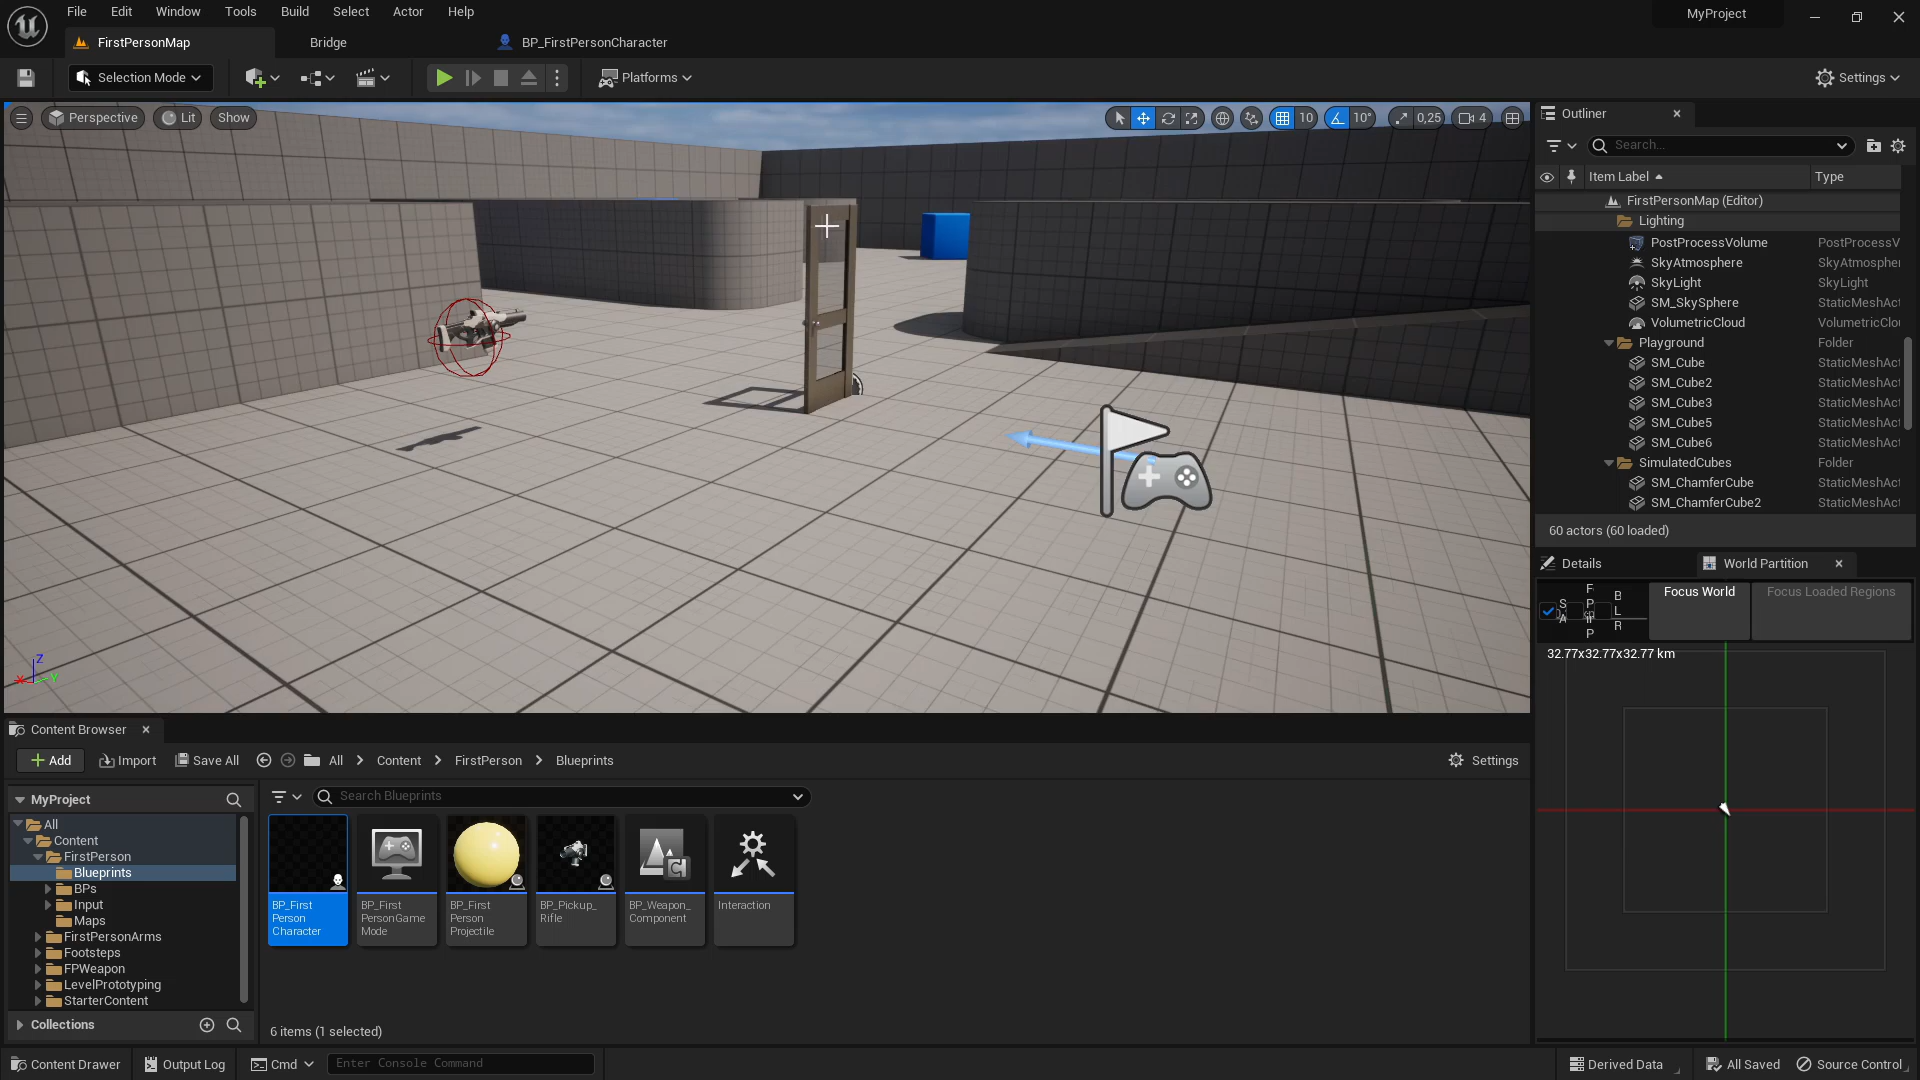 File Edit Window Tools Build Select Actor Help
MyProject
FirstPersonMap
Bridge
BP_FirstPersonCharacter
Selection Mode
Platforms
Settings
Perspective
Lit
Show
10
10°
0,25
4
Outliner
Search...
Item Label
Type
FirstPersonMap (Editor)
Lighting
PostProcessVolume PostProcessV
SkyAtmosphere SkyAtmospher
SkyLight SkyLight
SM_SkySphere StaticMeshAct
VolumetricCloud VolumetricClou
Playground Folder
SM_Cube StaticMeshAct
SM_Cube2 StaticMeshAct
SM_Cube3 StaticMeshAct
SM_Cube5 StaticMeshAct
SM_Cube6 StaticMeshAct
SimulatedCubes Folder
SM_ChamferCube StaticMeshAct
SM_ChamferCube2 StaticMeshAct
60 actors (60 loaded)
Details
World Partition
Focus World
Focus Loaded Regions
32.77x32.77x32.77 km
Z
X
Y
Content Browser
Add
Import
Save All
All > Content > FirstPerson > Blueprints
Settings
MyProject
Search Blueprints
All
Content
FirstPerson
Blueprints
BPs
Input
Maps
FirstPersonArms
Footsteps
FPWeapon
LevelPrototyping
StarterContent
Collections
BP_First
Person
Character
BP_First
PersonGame
Mode
BP_First
Person
Projectile
BP_Pickup_
Rifle
BP_Weapon_
Component
Interaction
6 items (1 selected)
Content Drawer
Output Log
Cmd
Enter Console Command
Derived Data
All Saved
Source Control